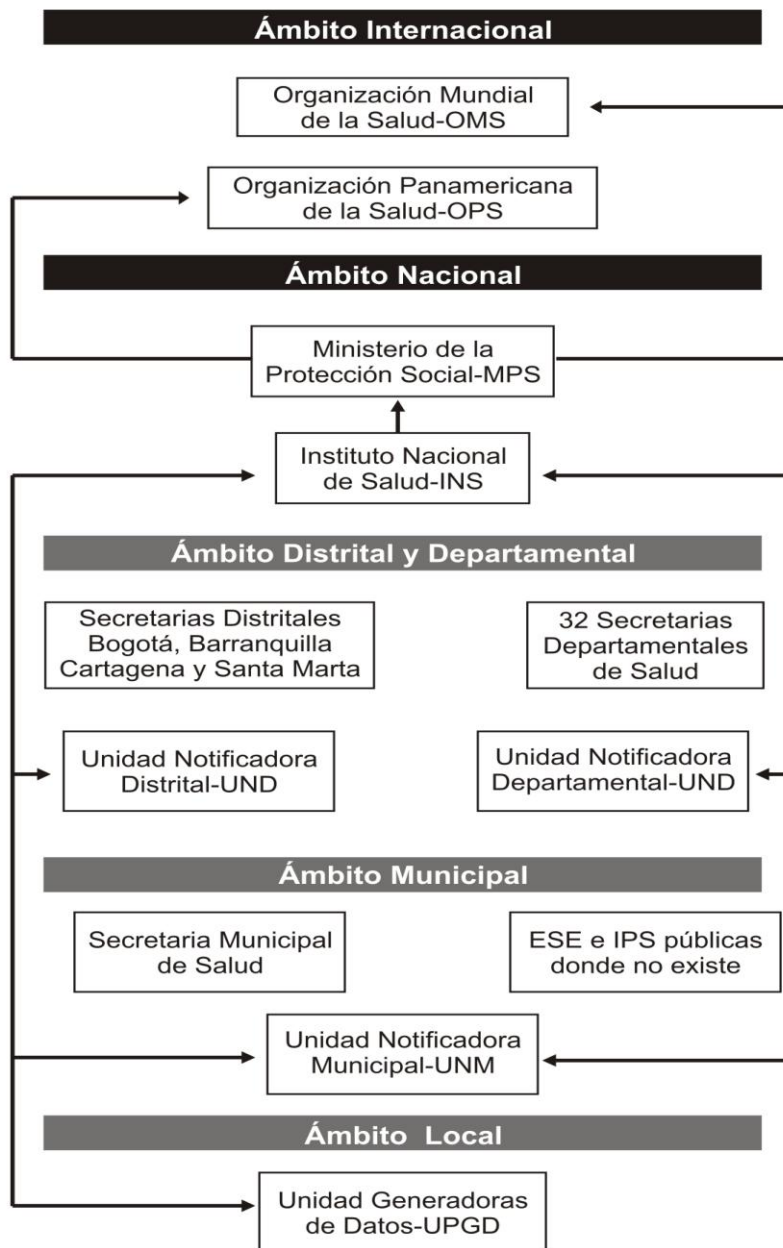 Ámbito Internacional
Organización Mundial
de la Salud-OMS
Organización Panamericana
de la Salud-OPS
Ámbito Nacional
Ministerio de la
Protección Social-MPS
Instituto Nacional
de Salud-INS
Ámbito Distrital y Departamental
Secretarias Distritales
Bogotá, Barranquilla
Cartagena y Santa Marta
32 Secretarias
Departamentales
de Salud
Unidad Notificadora
Distrital-UND
Unidad Notificadora
Departamental-UND
Ámbito Municipal
Secretaria Municipal
de Salud
ESE e IPS públicas
donde no existe
Unidad Notificadora
Municipal-UNM
Ámbito Local
Unidad Generadoras
de Datos-UPGD